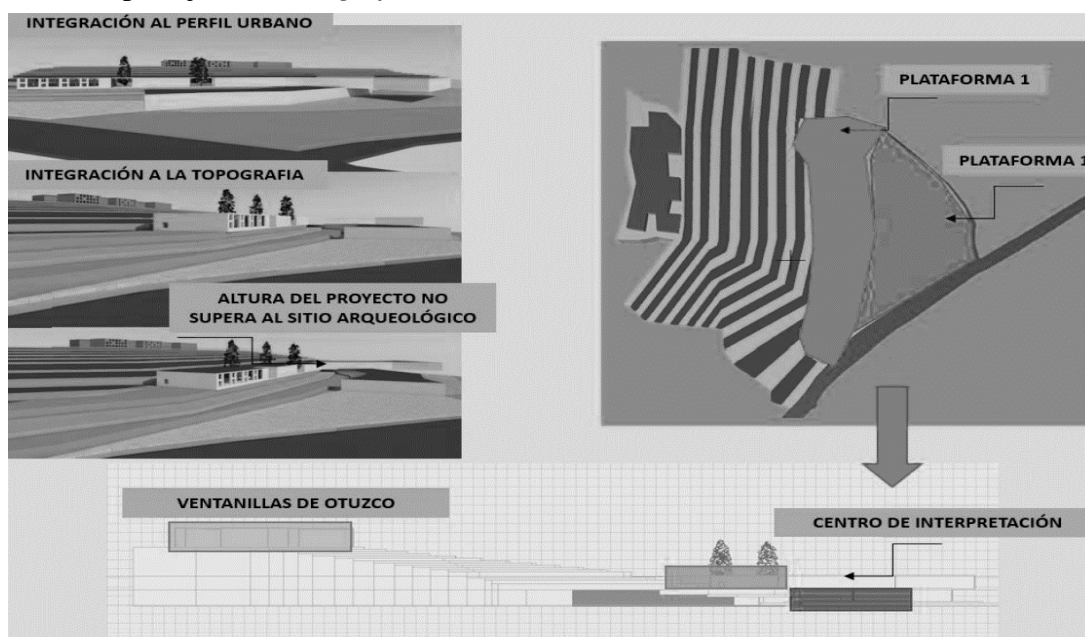 INTEGRACIÓN AL PERFIL URBANO
INTEGRACIÓN A LA TOPOGRAFIA
ALTURA DEL PROYECTO NO
SUPERA AL SITIO ARQUEOLÓGICO
PLATAFORMA 1
PLATAFORMA 1
VENTANILLAS DE OTUZCO
CENTRO DE INTERPRETACIÓN